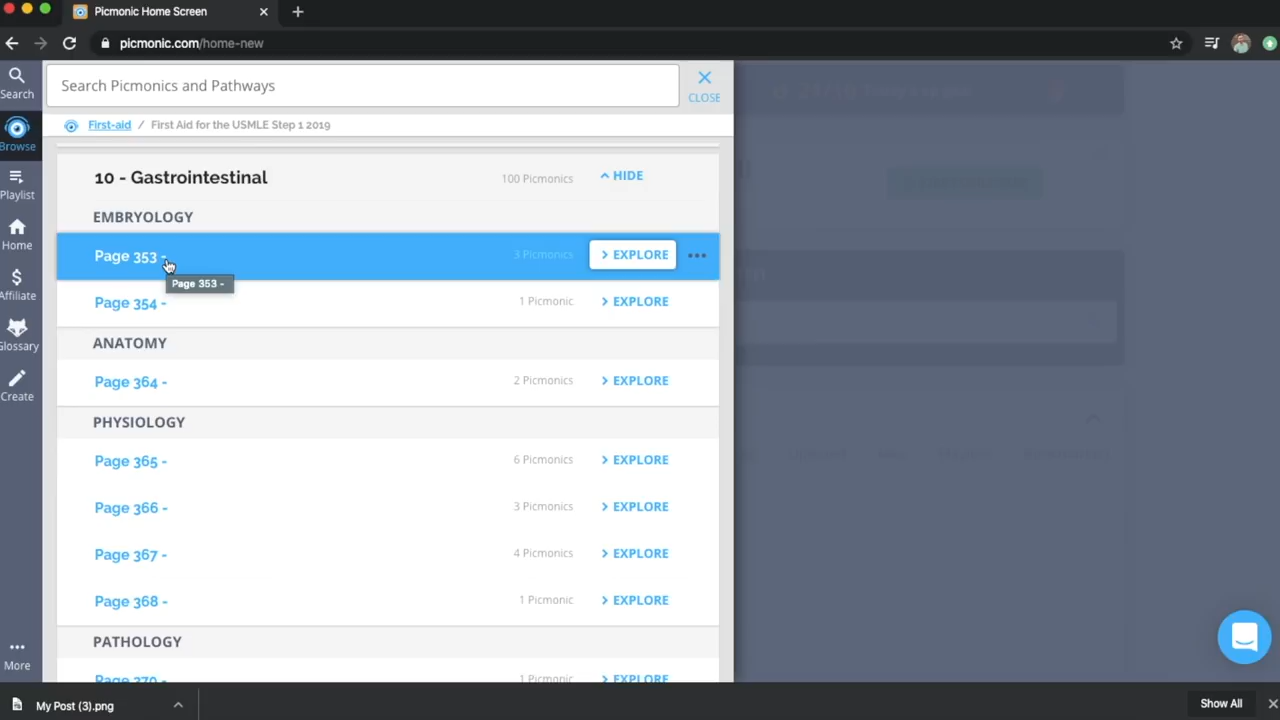 Picmonic Home Screen
picmonic.com/home-new
Search Picmonics and Pathways
CLOSE
Search
First-aid / First Aid for the USMLE Step 1 2019
Browse
10 - Gastrointestinal 100 Picmonics HIDE
Playlist
EMBRYOLOGY
Home
Page 353 - 3 Picmonics EXPLORE
Page 353 -
Affiliate $
Page 354 - 1 Picmonic EXPLORE
Glossary
ANATOMY
Page 364 - 2 Picmonics EXPLORE
Create
PHYSIOLOGY
Page 365 - 6 Picmonics EXPLORE
Page 366 - 3 Picmonics EXPLORE
Page 367 - 4 Picmonics EXPLORE
Page 368 - 1 Picmonic EXPLORE
PATHOLOGY
More
Page 370 - 1 Picmonic EXPLORE
My Post (3).png
Show All